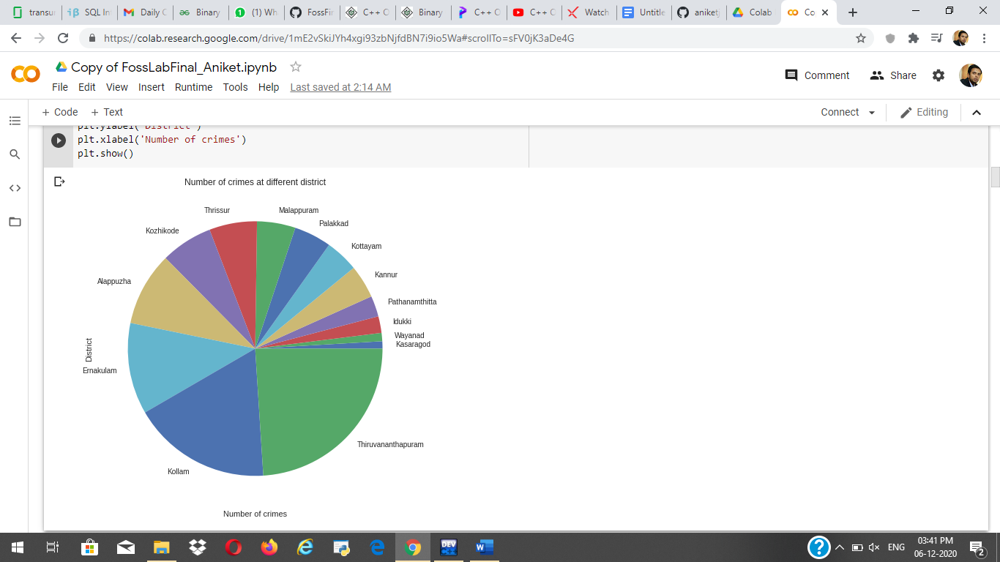 transu
SQL In
Daily C
Binary
(1) Wh
FossFi
C++ O
Binary
C++ O
C++ C
Watch
Untitle
aniketj
Colab
Co
https://colab.research.google.com/drive/1mE2vSkiJYh4xgi93zbNjfdBN7i9io5Wa#scrollTo=sFV0jK3aDe4G
Copy of FossLabFinal_Aniket.ipynb
Comment
Share
File Edit View Insert Runtime Tools Help Last saved at 2:14 AM
+ Code + Text
Connect
Editing
plt.ylabel('District')
plt.xlabel('Number of crimes')
plt.show()
Number of crimes at different district
Thrissur
Malappuram
Palakkad
Kozhikode
Kottayam
Kannur
Alappuzha
Pathanamthitta
Idukki
Wayanad
Kasaragod
District
Ernakulam
Thiruvananthapuram
Kollam
Number of crimes
DEV
C++
ENG
03:41 PM
06-12-2020
2